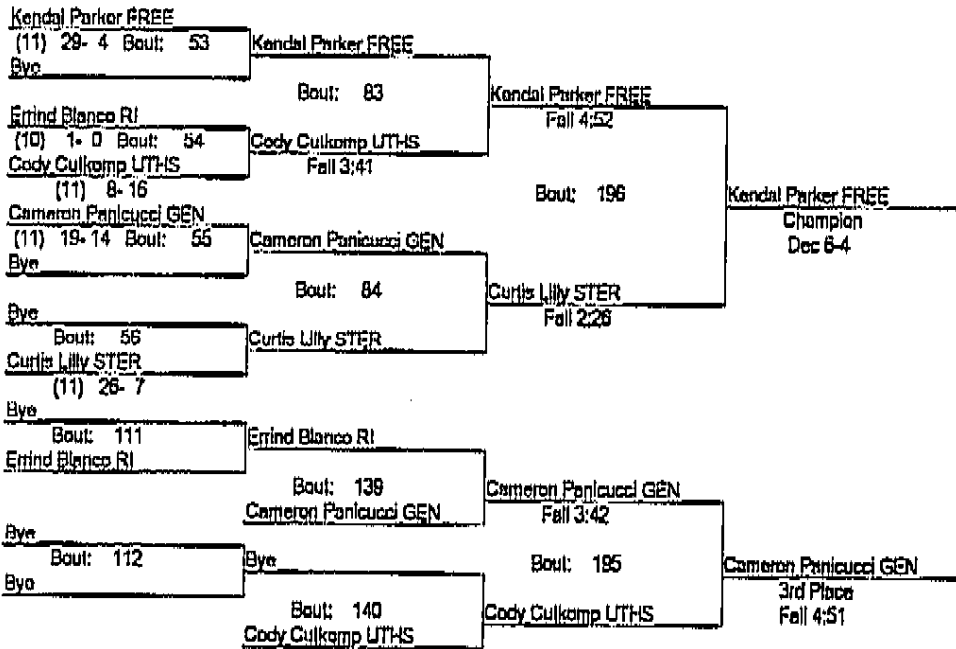 Kendal Parker FREE
(11) 29- 4 Bout: 53
Bye
Kendal Parker FREE
Bout: 83
Errind Blanco RI
(10) 1- 0 Bout: 54
Cody Culkomp UTHS
(11) 8- 16
Cody Culkomp UTHS
Fall 3:41
Kendal Parker FREE
Fall 4:52
Cameron Panicucci GEN
(11) 19- 14 Bout: 55
Bye
Cameron Panicucci GEN
Bout: 84
Bye
Bout: 56
Curtis Lilly STER
(11) 26- 7
Curtis Lilly STER
Curtis Lilly STER
Fall 2:26
Bout: 196
Kendal Parker FREE
Champion
Dec 6-4
Bye
Bout: 111
Errind Blanco RI
Errind Blanco RI
Bout: 139
Cameron Panicucci GEN
Cameron Panicucci GEN
Fall 3:42
Bye
Bout: 112
Bye
Bye
Bout: 140
Cody Culkomp UTHS
Cody Culkomp UTHS
Bout: 195
Cameron Panicucci GEN
3rd Place
Fall 4:51